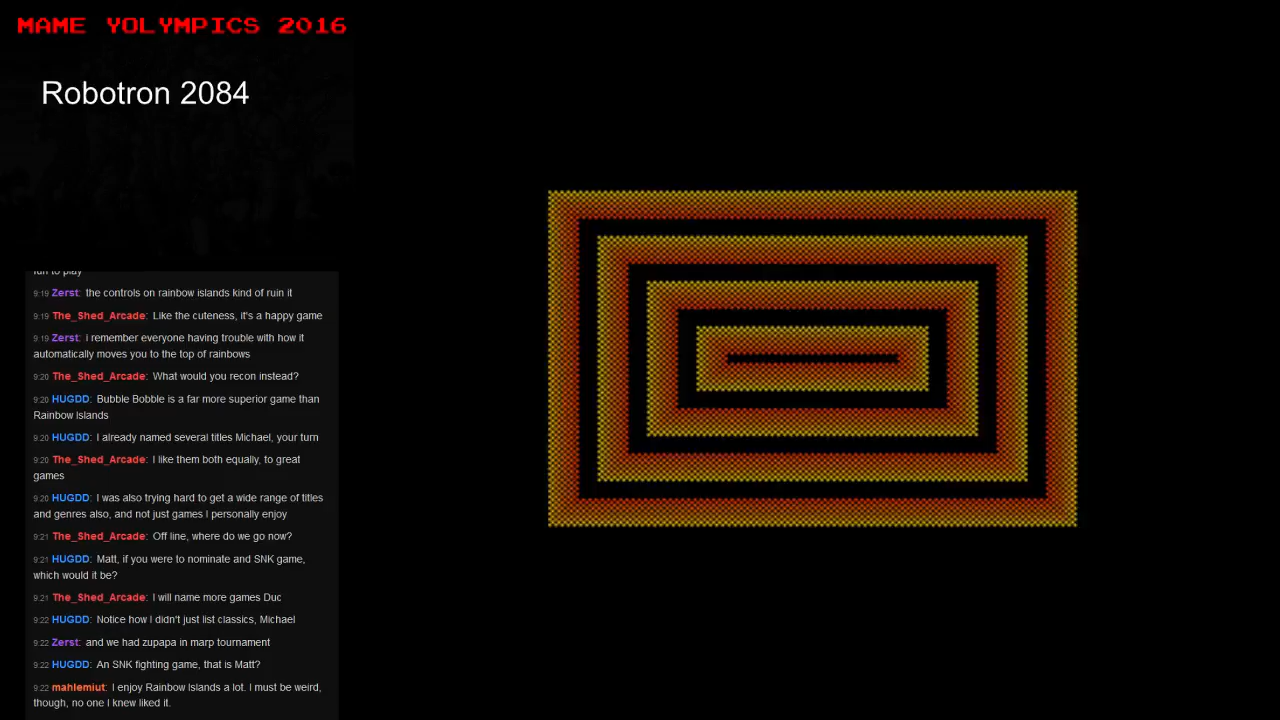 MAME YOLYMPICS 2016
Robotron 2084
fun to play
9:19 Zerst: the controls on rainbow islands kind of ruin it
9:19 The_Shed_Arcade: Like the cuteness, it's a happy game
9:19 Zerst: i remember everyone having trouble with how it
automatically moves you to the top of rainbows
9:20 The_Shed_Arcade: What would you recon instead?
9:20 HUGDD: Bubble Bobble is a far more superior game than
Rainbow Islands
9:20 HUGDD: I already named several titles Michael, your turn
9:20 The_Shed_Arcade: I like them both equally, to great
games
9:20 HUGDD: I was also trying hard to get a wide range of titles
and genres also, and not just games I personally enjoy
9:21 The_Shed_Arcade: Off line, where do we go now?
9:21 HUGDD: Matt, if you were to nominate and SNK game,
which would it be?
9:21 The_Shed_Arcade: I will name more games Duc
9:22 HUGDD: Notice how I didn't just list classics, Michael
9:22 Zerst: and we had zupapa in marp tournament
9:22 HUGDD: An SNK fighting game, that is Matt?
9:22 mahlemiut: I enjoy Rainbow Islands a lot. I must be weird,
though, no one I knew liked it.